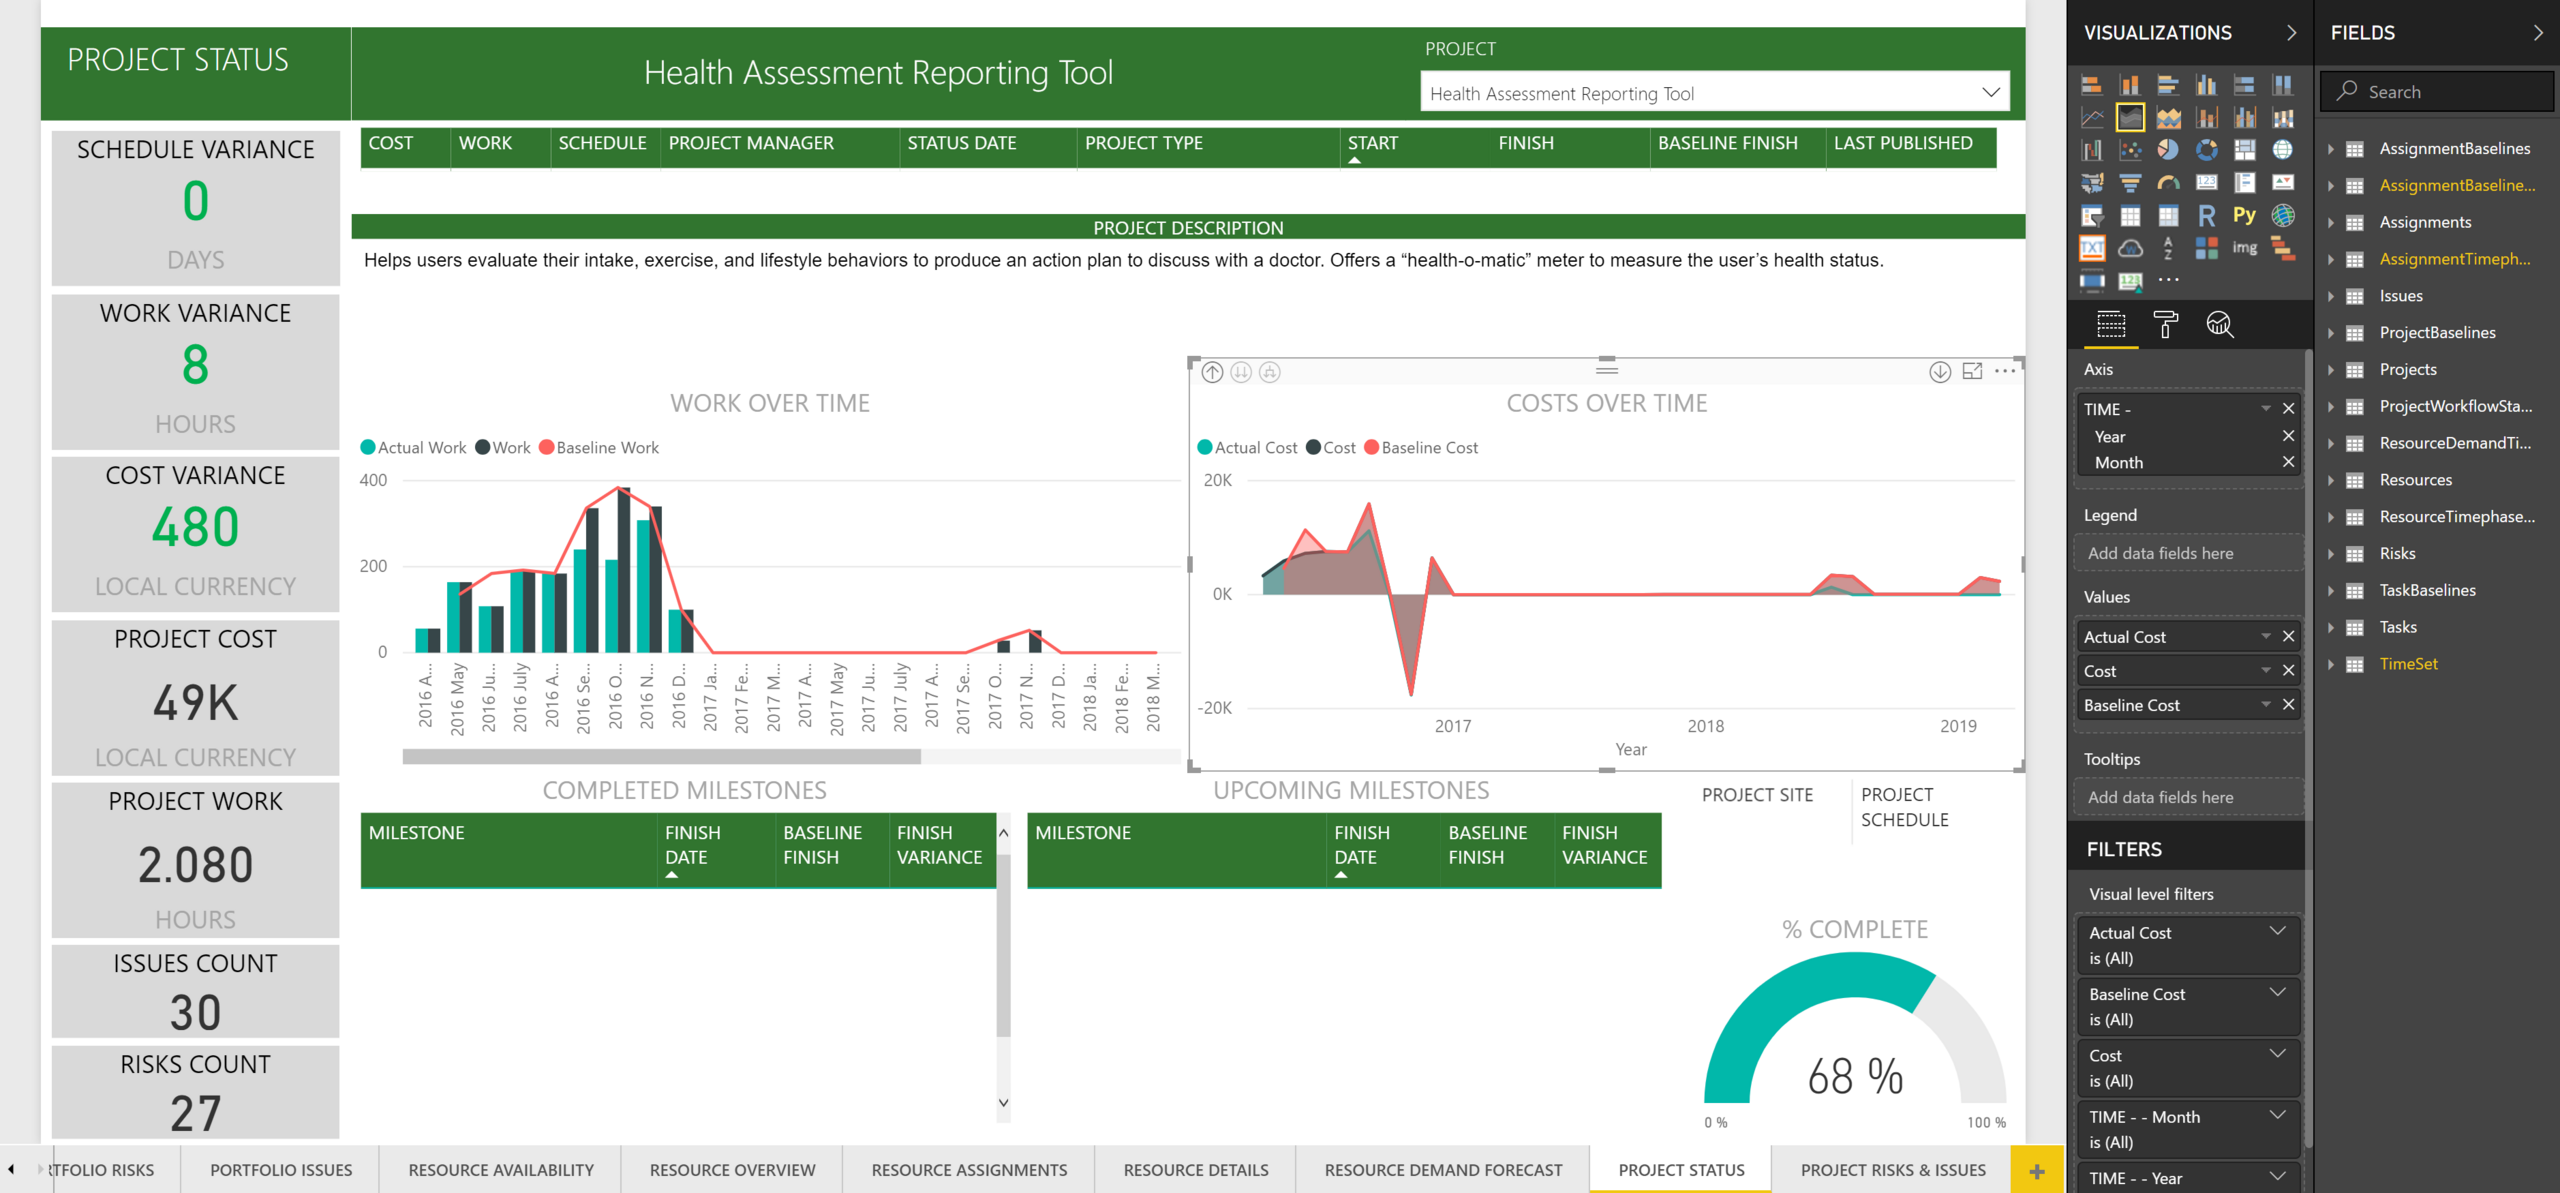 PROJECT STATUS
Health Assessment Reporting Tool
PROJECT
Health Assessment Reporting Tool
SCHEDULE VARIANCE
0
DAYS
WORK VARIANCE
8
HOURS
COST VARIANCE
480
LOCAL CURRENCY
PROJECT COST
49K
LOCAL CURRENCY
PROJECT WORK
2.080
HOURS
ISSUES COUNT
30
RISKS COUNT
27
COST WORK SCHEDULE PROJECT MANAGER STATUS DATE PROJECT TYPE START FINISH BASELINE FINISH LAST PUBLISHED
PROJECT DESCRIPTION
Helps users evaluate their intake, exercise, and lifestyle behaviors to produce an action plan to discuss with a doctor. Offers a “health-o-matic” meter to measure the user’s health status.
WORK OVER TIME
Actual Work Work Baseline Work
400
200
0
2016 A... 2016 May 2016 Ju... 2016 July 2016 A... 2016 Se... 2016 O... 2016 N... 2016 D... 2017 Ja... 2017 Fe... 2017 M... 2017 A... 2017 May 2017 Ju... 2017 July 2017 A... 2017 Se... 2017 O... 2017 N... 2017 D... 2018 Ja... 2018 Fe... 2018 M...
COSTS OVER TIME
Actual Cost Cost Baseline Cost
20K
0K
-20K
2017 2018 2019
Year
COMPLETED MILESTONES
MILESTONE FINISH DATE BASELINE FINISH FINISH VARIANCE
UPCOMING MILESTONES
MILESTONE FINISH DATE BASELINE FINISH FINISH VARIANCE
PROJECT SITE
PROJECT
SCHEDULE
% COMPLETE
68 %
0 % 100 %
RTFOLIO RISKS PORTFOLIO ISSUES RESOURCE AVAILABILITY RESOURCE OVERVIEW RESOURCE ASSIGNMENTS RESOURCE DETAILS RESOURCE DEMAND FORECAST PROJECT STATUS PROJECT RISKS & ISSUES
VISUALIZATIONS
123
R Py
TXT
A
Z
img
123
...
Axis
TIME -
Year
Month
Legend
Add data fields here
Values
Actual Cost
Cost
Baseline Cost
Tooltips
Add data fields here
FILTERS
Visual level filters
Actual Cost
is (All)
Baseline Cost
is (All)
Cost
is (All)
TIME - - Month
is (All)
TIME - - Year
FIELDS
Search
AssignmentBaselines
AssignmentBaseline...
Assignments
AssignmentTimeph...
Issues
ProjectBaselines
Projects
ProjectWorkflowSta...
ResourceDemandTi...
Resources
ResourceTimephase...
Risks
TaskBaselines
Tasks
TimeSet